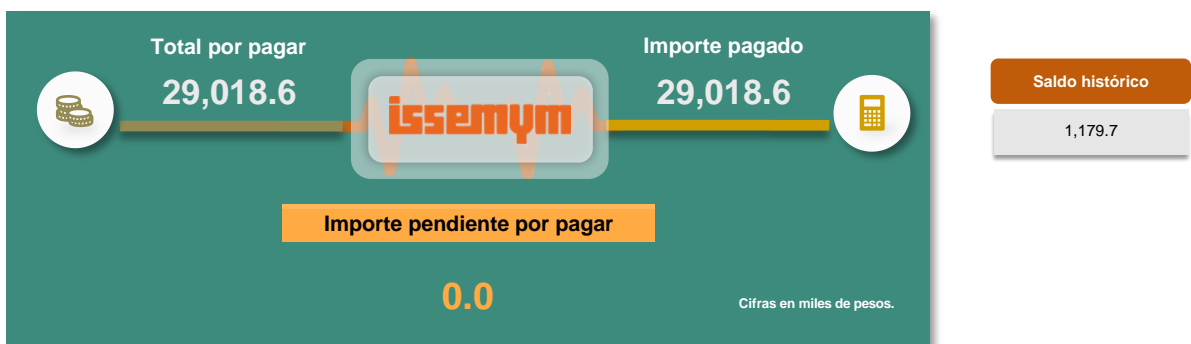 Total por pagar
29,018.6
issemym
Importe pagado
29,018.6
Importe pendiente por pagar
0.0
Cifras en miles de pesos.
Saldo histórico
1,179.7